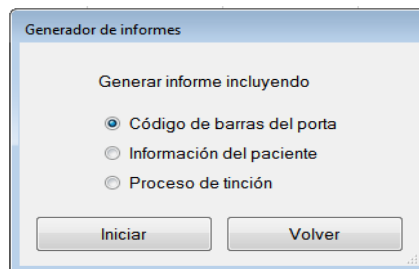 Generador de informes
Generar informe incluyendo
Código de barras del porta
Información del paciente
Proceso de tinción
Iniciar
Volver